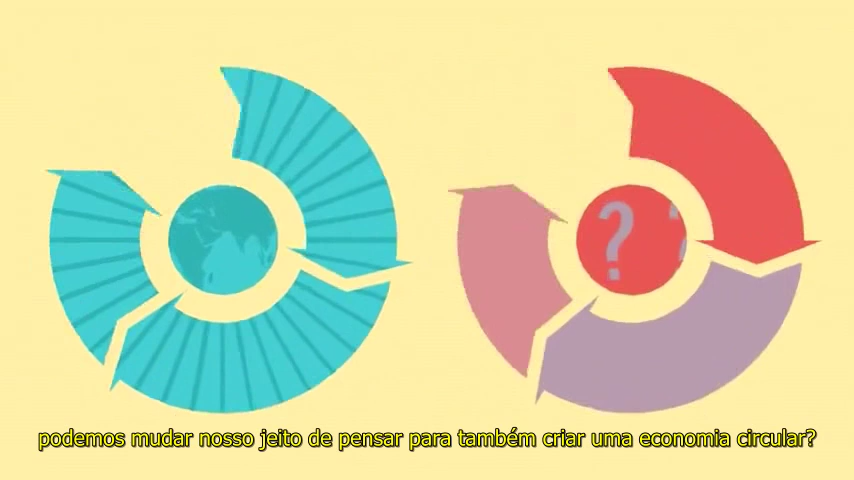 ?
podemos mudar nosso jeito de pensar para também criar uma economia circular?